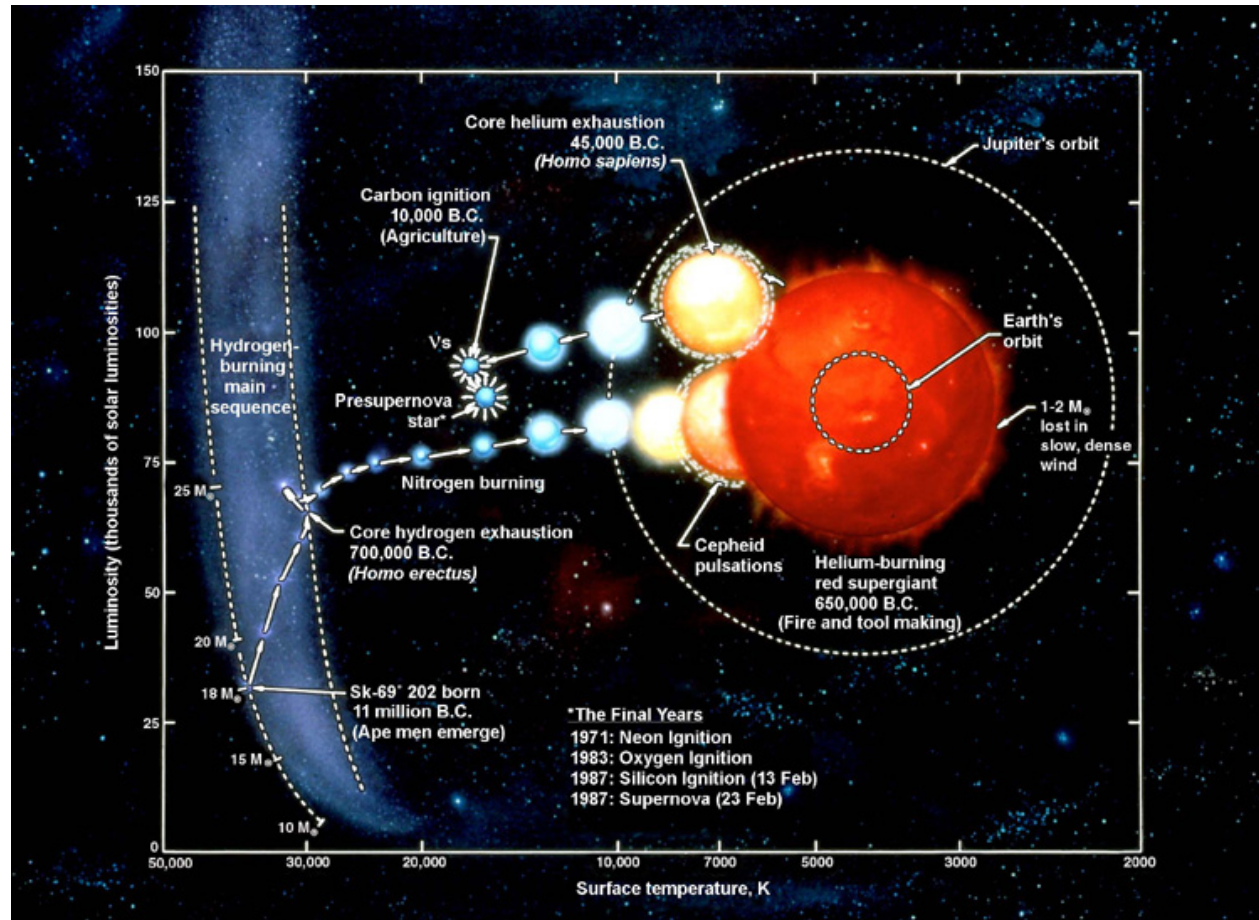 150
125
100
75
50
25
0
Luminosity (thousands of solar luminosities)
50,000
30,000
20,000
10,000
7000
5000
3000
2000
Surface temperature, K
Core helium exhaustion
45,000 B.C.
(Homo sapiens)
Jupiter's orbit
Carbon ignition
10,000 B.C.
(Agriculture)
Hydrogen-
burning
main
sequence
νs
Presupernova
star*
Earth's
orbit
1-2 M⊙
lost in
slow, dense
wind
Nitrogen burning
25 M⊙
Core hydrogen exhaustion
700,000 B.C.
(Homo erectus)
Cepheid
pulsations
Helium-burning
red supergiant
650,000 B.C.
(Fire and tool making)
20 M⊙
18 M⊙
Sk-69° 202 born
11 million B.C.
(Ape men emerge)
15 M⊙
10 M⊙
*The Final Years
1971: Neon Ignition
1983: Oxygen Ignition
1987: Silicon Ignition (13 Feb)
1987: Supernova (23 Feb)